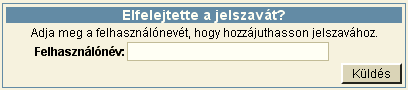 Elfelejtette a jelszavát?
Adja meg a felhasználónevét, hogy hozzájuthasson jelszavához.
Felhasználónév:
Küldés